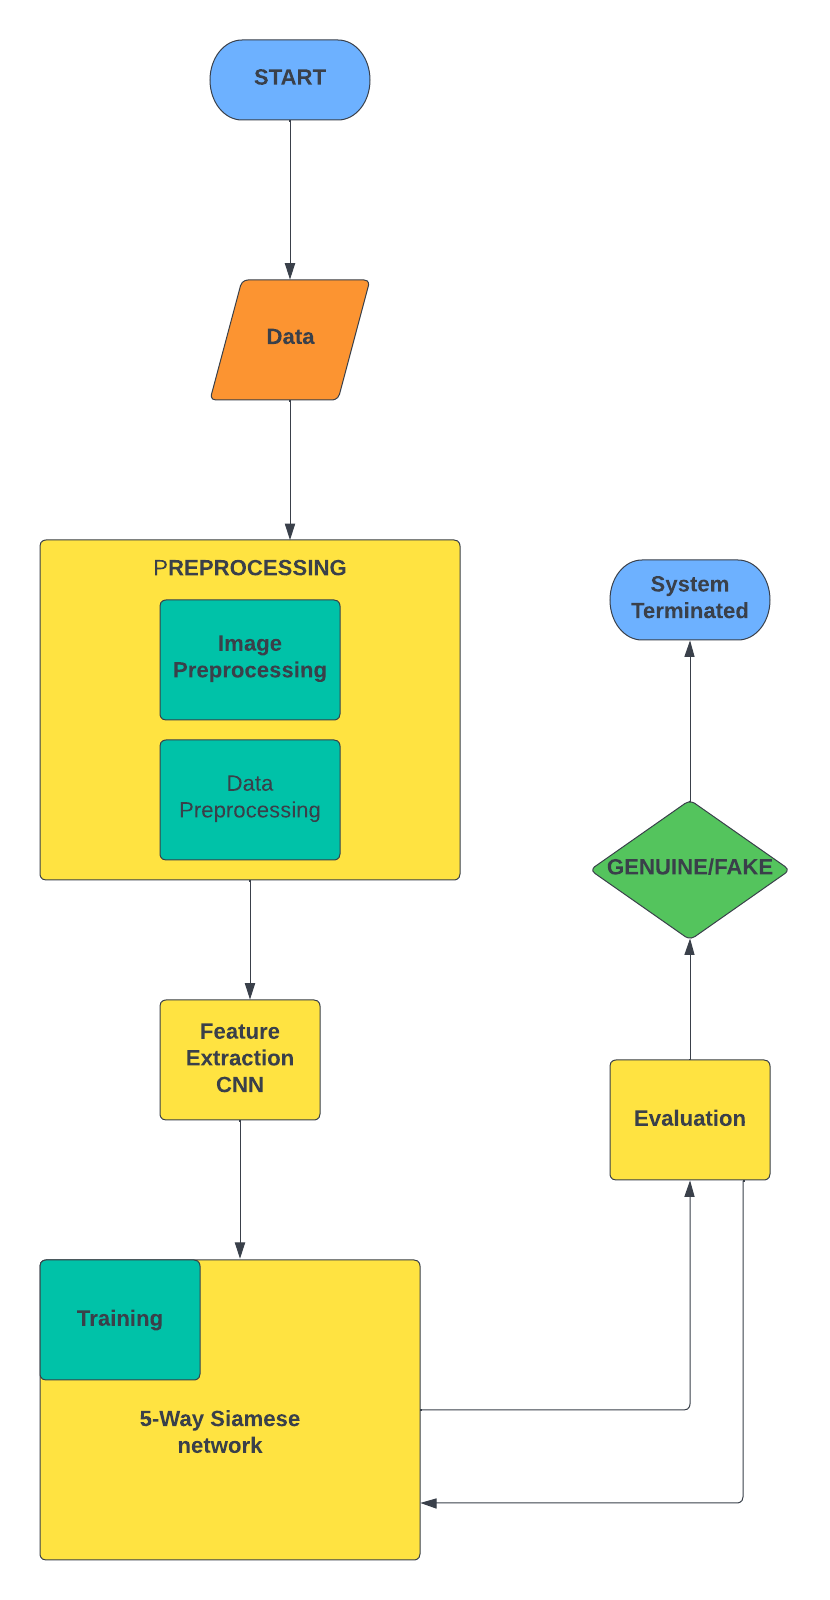 START
Data
PREPROCESSING
Image
Preprocessing
Data
Preprocessing
Feature
Extraction
CNN
Training
5-Way Siamese
network
Evaluation
GENUINE/FAKE
System
Terminated